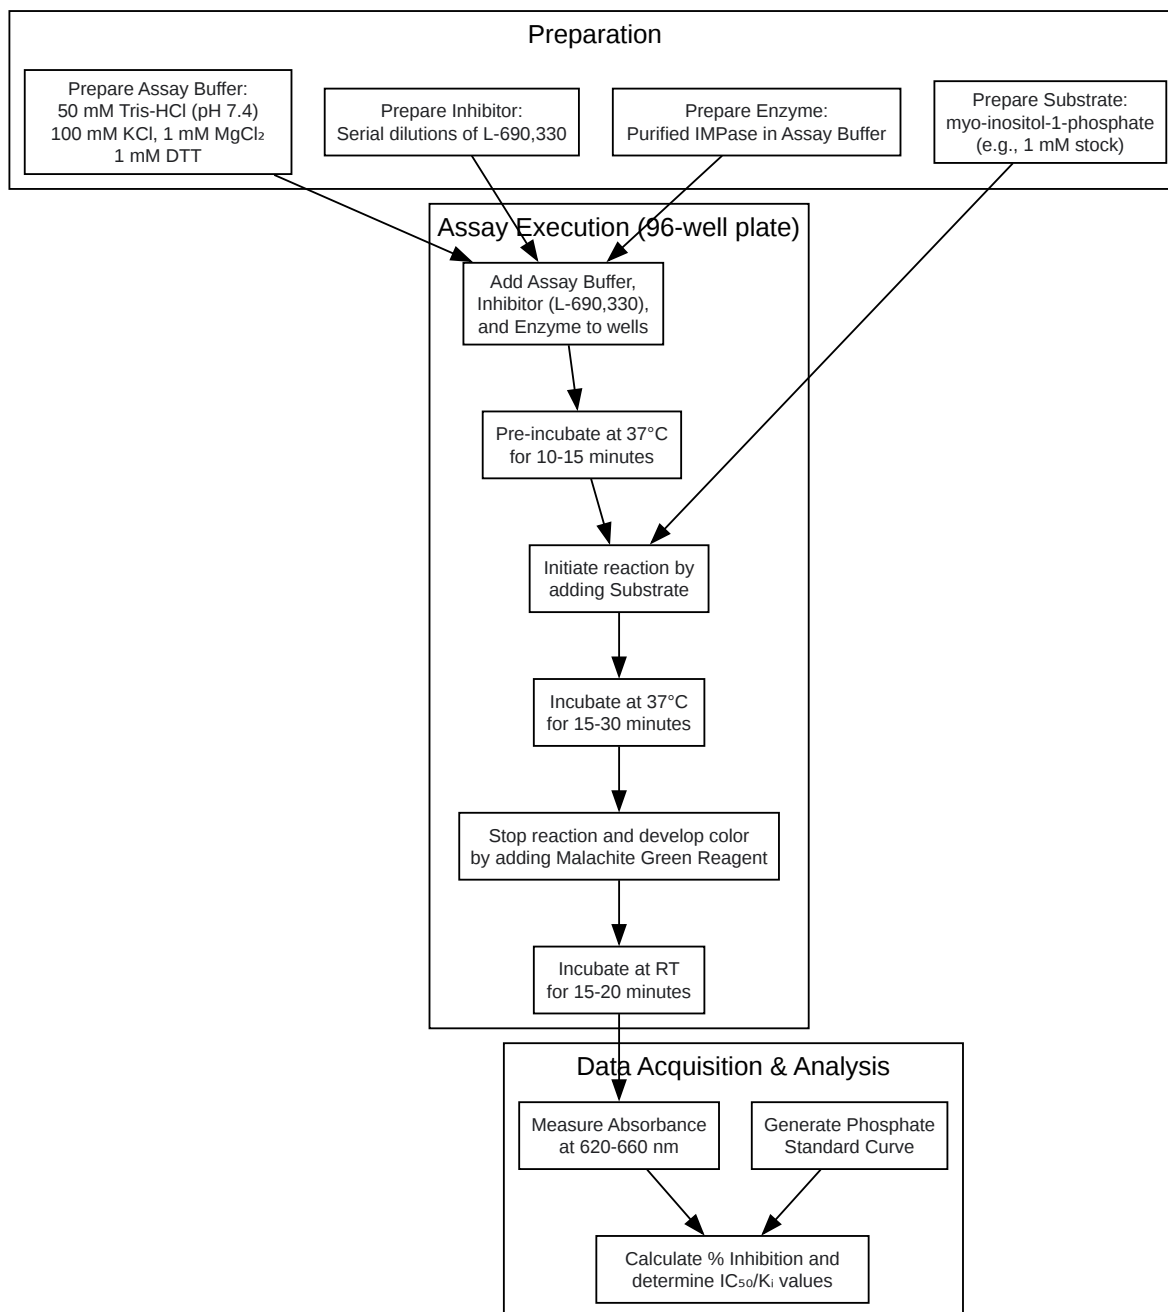 Preparation
Prepare Assay Buffer:
50 mM Tris-HCl (pH 7.4)
100 mM KCl, 1 mM MgCl₂
1 mM DTT
Prepare Inhibitor:
Serial dilutions of L-690,330
Prepare Enzyme:
Purified IMPase in Assay Buffer
Prepare Substrate:
myo-inositol-1-phosphate
(e.g., 1 mM stock)
Assay Execution (96-well plate)
Add Assay Buffer,
Inhibitor (L-690,330),
and Enzyme to wells
Pre-incubate at 37°C
for 10-15 minutes
Initiate reaction by
adding Substrate
Incubate at 37°C
for 15-30 minutes
Stop reaction and develop color
by adding Malachite Green Reagent
Incubate at RT
for 15-20 minutes
Data Acquisition & Analysis
Measure Absorbance
at 620-660 nm
Generate Phosphate
Standard Curve
Calculate % Inhibition and
determine IC₅₀/Kᵢ values